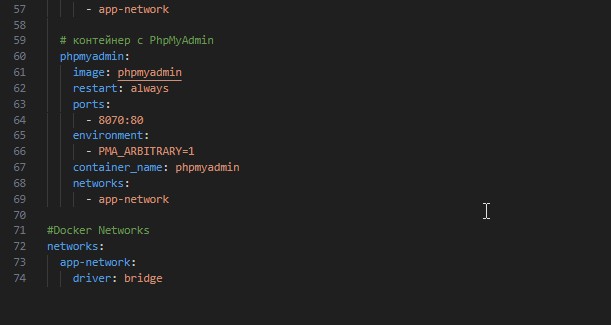 57 - app-network
58
59 # контейнер с PhpMyAdmin
60 phpmyadmin:
61 image: phpmyadmin
62 restart: always
63 ports:
64 - 8070:80
65 environment:
66 - PMA_ARBITRARY=1
67 container_name: phpmyadmin
68 networks:
69 - app-network
70
71 #Docker Networks
72 networks:
73 app-network:
74 driver: bridge